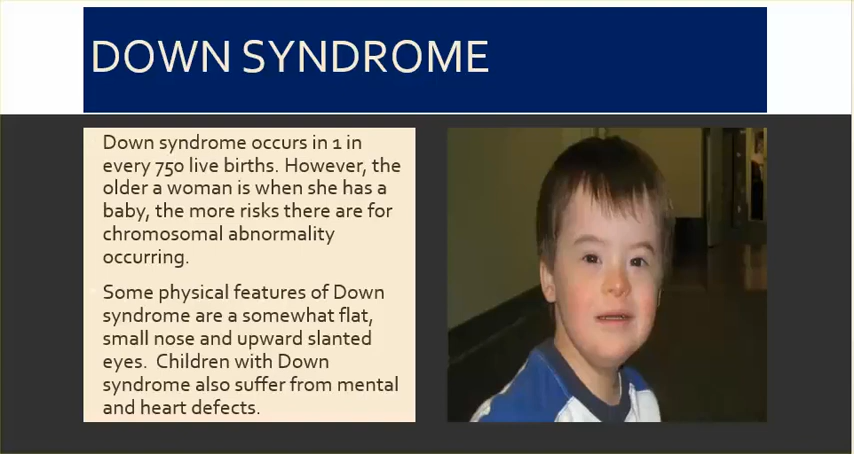 DOWN SYNDROME
Down syndrome occurs in 1 in
every 750 live births. However, the
older a woman is when she has a
baby, the more risks there are for
chromosomal abnormality
occurring.
Some physical features of Down
syndrome are a somewhat flat,
small nose and upward slanted
eyes. Children with Down
syndrome also suffer from mental
and heart defects.